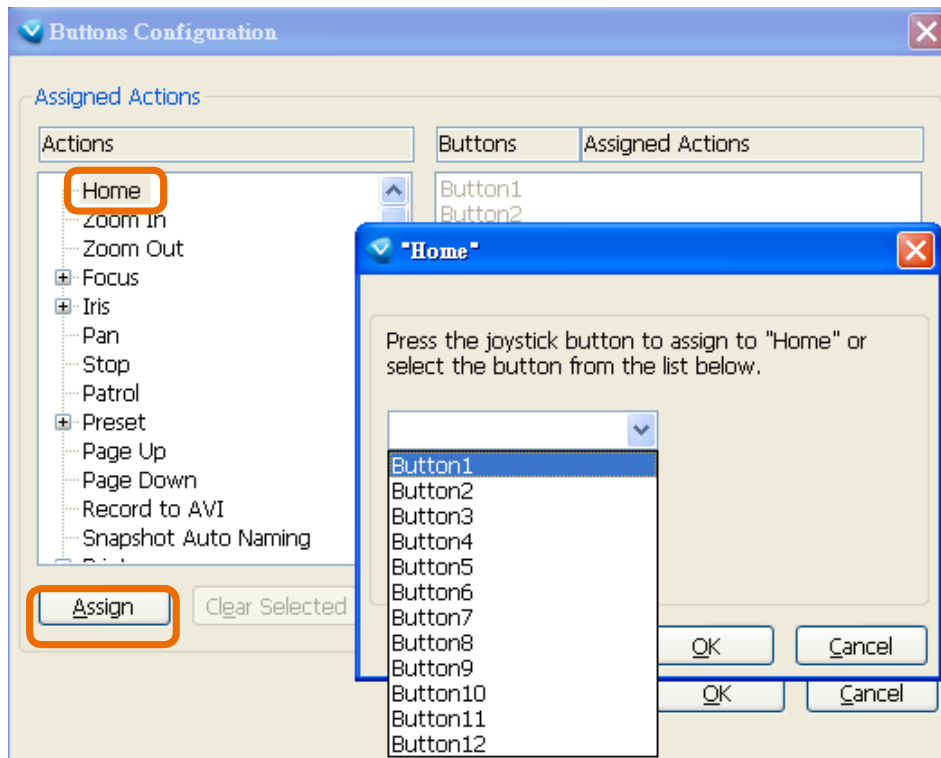 Buttons Configuration
Assigned Actions
Actions
Buttons
Assigned Actions
Home
Zoom In
Zoom Out
Focus
Iris
Pan
Stop
Patrol
Preset
Page Up
Page Down
Record to AVI
Snapshot Auto Naming
Button1
Button2
Assign
Clear Selected
"Home"
Press the joystick button to assign to "Home" or
select the button from the list below.
Button1
Button2
Button3
Button4
Button5
Button6
Button7
Button8
Button9
Button10
Button11
Button12
OK
Cancel
OK
Cancel